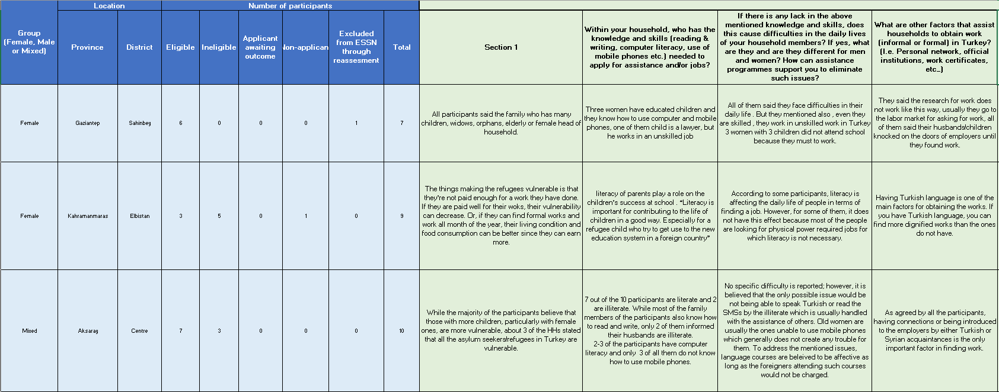 Location
Number of participants
Group
(Female, Male
or Mixed)
Province
District
Eligible
Ineligible
Applicant
awaiting
outcome
Non-applican
Excluded
from ESSN
through
reassesment
Total
Section 1
Within your household, who has the
knowledge and skills (reading &
writing, computer literacy, use of
mobile phones etc.) needed to
apply for assistance and/or jobs?
If there is any lack in the above
mentioned knowledge and skills, does
this cause difficulties in the daily lives
of your household members? If yes, what
are they and are they different for men
and women? How can assistance
programmes support you to eliminate
such issues?
What are other factors that assist
households to obtain work
(informal or formal) in Turkey?
(I.e. Personal network, official
institutions, work certificates,
etc...)
Female
Gaziantep
Sahinbey
6
0
0
0
1
7
All participants said the family who has many
children, widows, orphans, elderly or female head of
household.
Three women have educated children and
they know how to use computer and mobile
phones, one of them child is a lawyer, but
he works in an unskilled job
All of them said they face difficulties in their
daily life . But they mentioned also , even they
are skilled , they work in unskilled work in Turkey
3 women with 3 children did not attend school
because they must to work.
They said the research for work does
not work like this way, usually they go to
the labor market for asking for work, all
of them said their husbands/children
knocked on the doors of employers until
they found work.
Female
Kahramanmaras
Elbistan
3
5
0
1
0
9
The things making the refugees vulnerable is that
they're not paid enough for a work they have done.
If they are paid well for their woks, their vulnerability
can decrease. Or, if they can find formal works and
work all month of the year, their living condition and
food consumption can be better since they can earn
more.
literacy of parents play a role on the
children's success at school . "Literacy is
important for contributing to the life of
children in a good way. Especially for a
refugee child who try to get use to the new
education system in a foreign country"
According to some participants, literacy is
affecting the daily life of people in terms of
finding a job. However, for some of them, it does
not have this effect because most of the people
are looking for physical power required jobs for
which literacy is not necessary.
Having Turkish language is one of the
main factors for obtaining the works. If
you have Turkish language, you can
find more dignified works than the ones
do not have.
Mixed
Aksaray
Centre
7
3
0
0
0
10
While the majority of the participants believe that
those with more children, particularly with female
ones, are more vulnerable, about 3 of the HHs stated
that all the asylum seekers/refugees in Turkey are
vulnerable.
7 out of the 10 participants are literate and 2
are illiterate. While most of the family
members of the participants also know how
to read and write, only 2 of them informed
their husbands are illiterate.
2-3 of the participants have computer
literacy and only 3 of all them do not know
how to use mobile phones.
No specific difficulty is reported; however, it is
believed that the only possible issue would be
not being able to speak Turkish or read the
SMSs by the illiterate which is usually handled
with the assistance of others. Old women are
usually the ones unable to use mobile phones
which generally does not create any trouble for
them. To address the mentioned issues,
language courses are beleived to be affective as
long as the foreigners attending such courses
would not be charged.
As agreed by all the participants,
having connections or being introduced
to the employers by either Turkish or
Syrian acquaintances is the only
important factor in finding work.